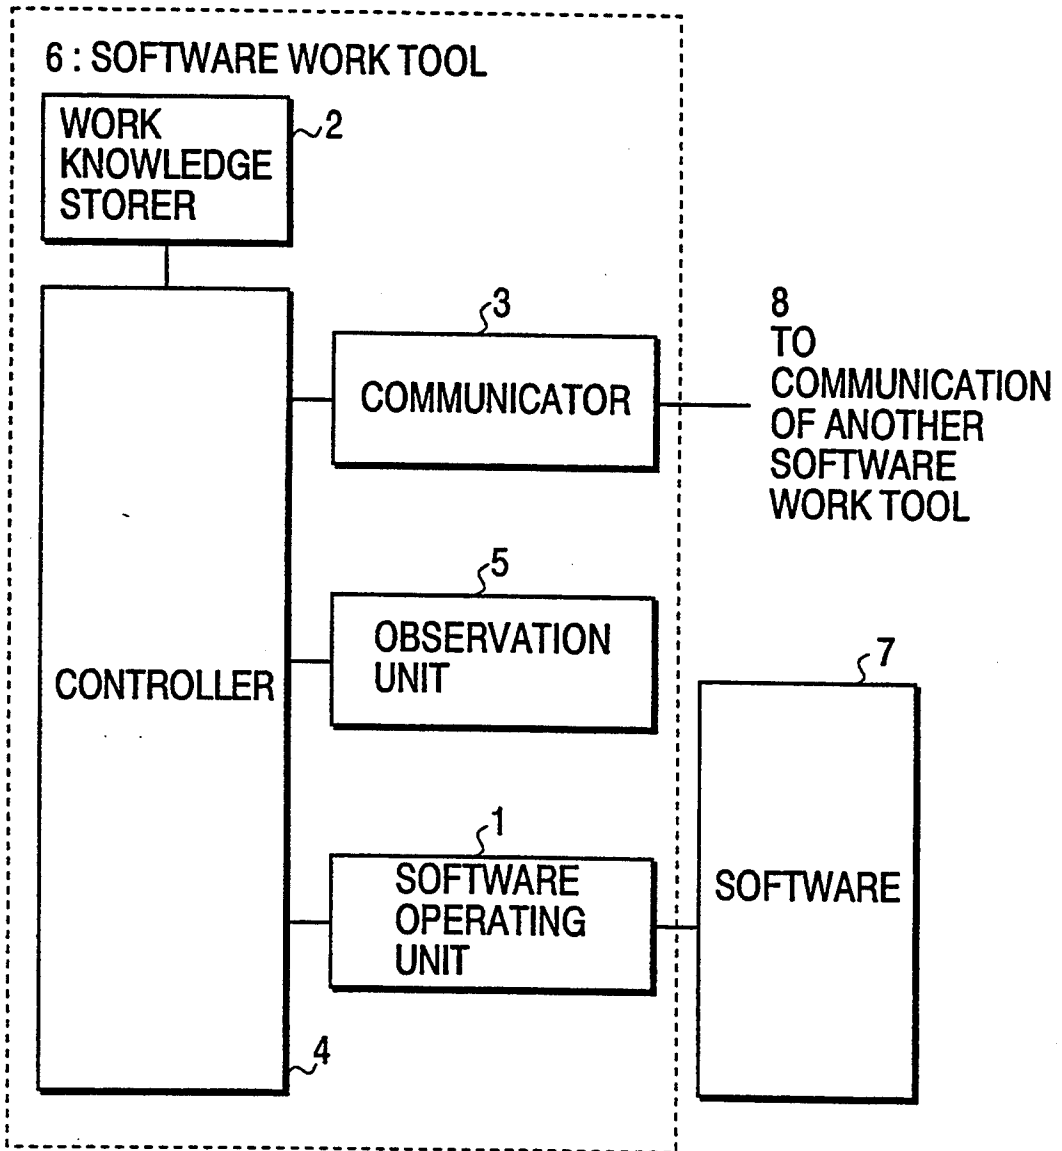 6 : SOFTWARE WORK TOOL
WORK
KNOWLEDGE
STORER
2
3
COMMUNICATOR
8
TO
COMMUNICATION
OF ANOTHER
SOFTWARE
WORK TOOL
5
OBSERVATION
UNIT
CONTROLLER
7
SOFTWARE
1
SOFTWARE
OPERATING
UNIT
4